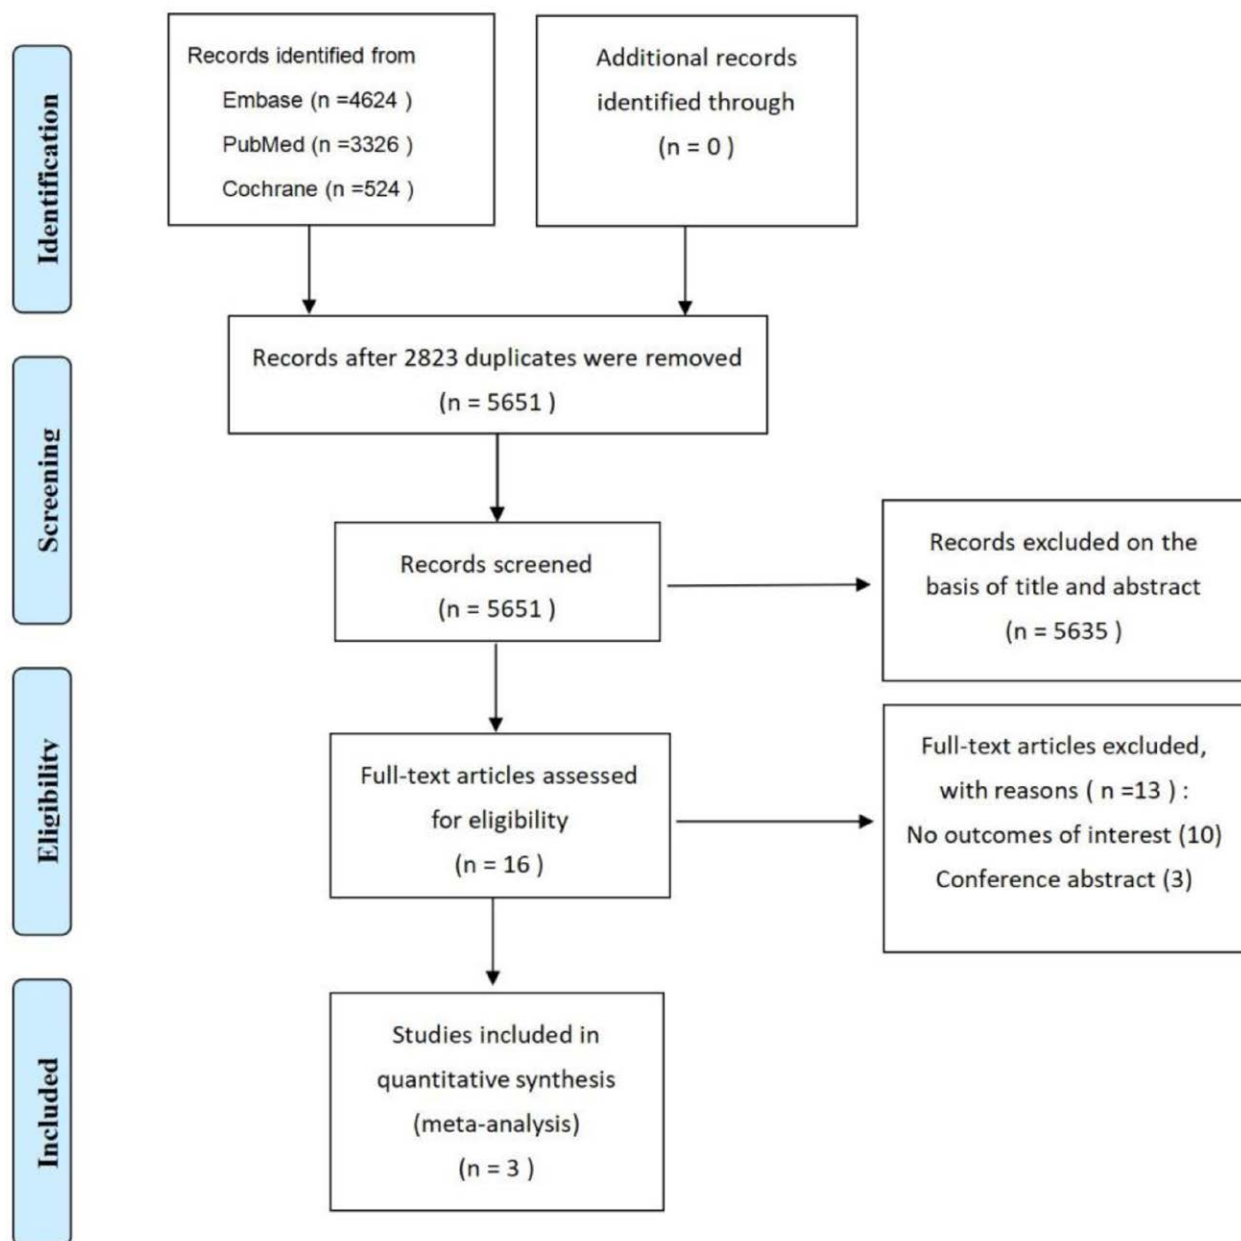 Identification
Records identified from
Embase (n =4624 )
PubMed (n =3326 )
Cochrane (n =524 )
Additional records
identified through
(n = 0 )
Records after 2823 duplicates were removed
(n = 5651 )
Screening
Records screened
(n = 5651 )
Records excluded on the
basis of title and abstract
(n = 5635 )
Eligibility
Full-text articles assessed
for eligibility
(n = 16 )
Full-text articles excluded,
with reasons ( n =13 ) :
No outcomes of interest (10)
Conference abstract (3)
Included
Studies included in
quantitative synthesis
(meta-analysis)
(n = 3 )